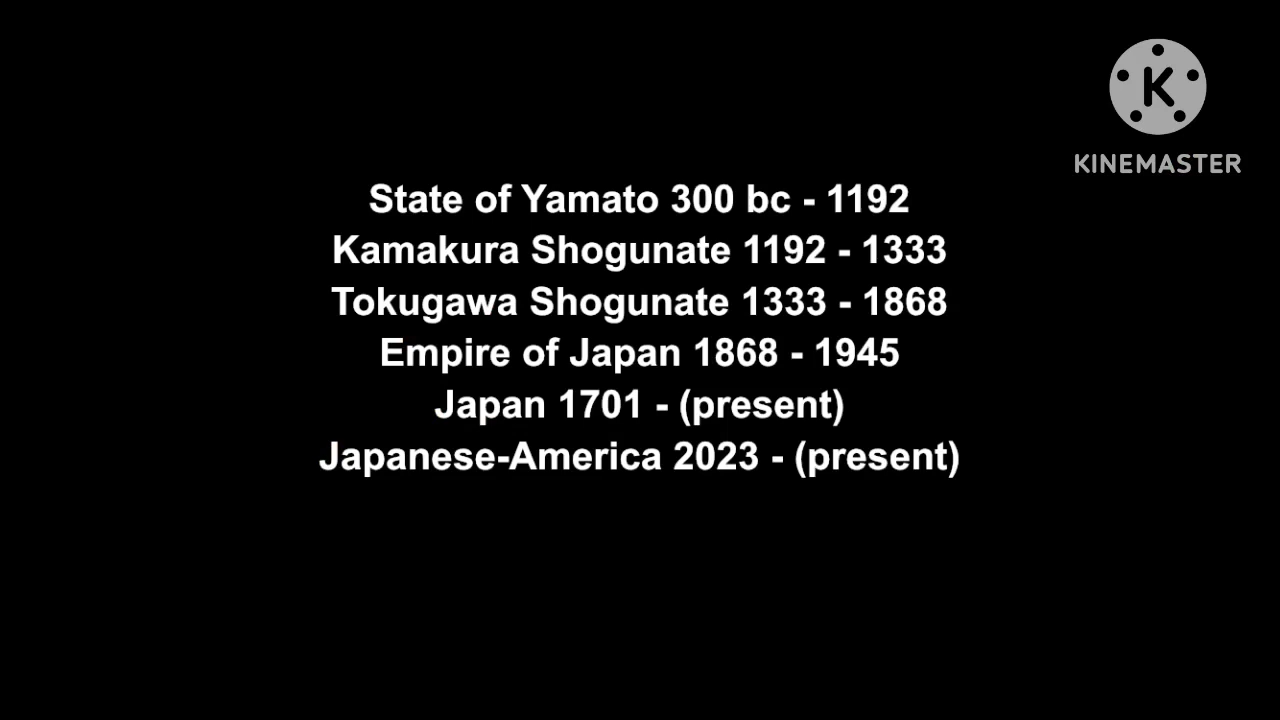 KINEMASTER
State of Yamato 300 bc - 1192
Kamakura Shogunate 1192 - 1333
Tokugawa Shogunate 1333 - 1868
Empire of Japan 1868 - 1945
Japan 1701 - (present)
Japanese-America 2023 - (present)